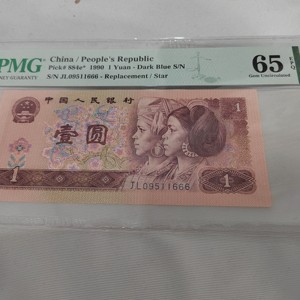 PMG
China / People's Republic
Pick# 884e* 1990 1 Yuan - Dark Blue S/N
S/N JL09511666 - Replacement / Star
65 EPQ
Gem Uncirculated
中国人民银行
壹圆
1
1
JL09511666